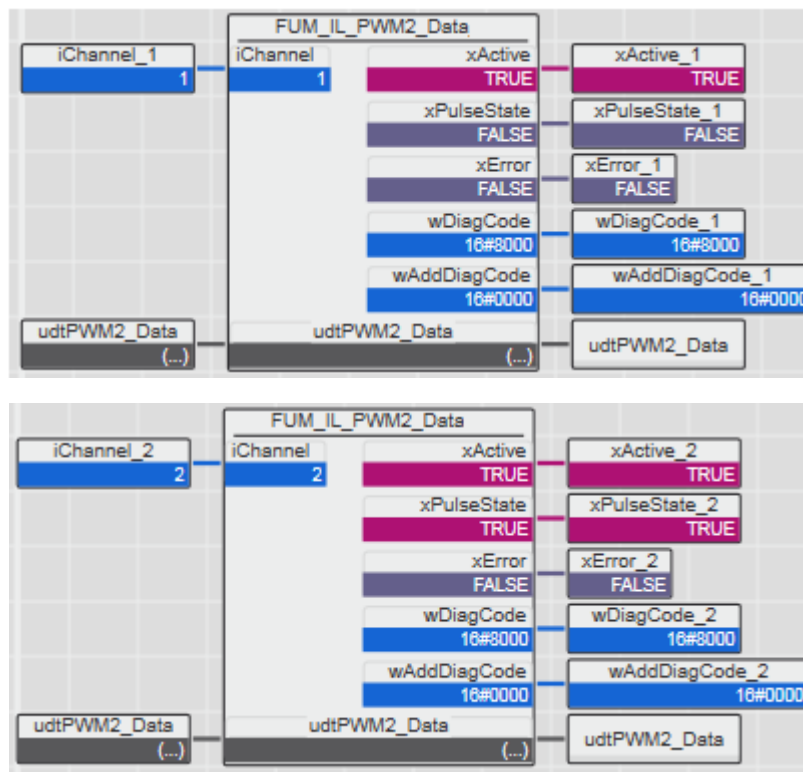 FUM_IL_PWM2_Data
iChannel_1 iChannel xActive xActive_1
1 1 TRUE TRUE
xPulseState xPulseState_1
FALSE FALSE
xError xError_1
FALSE FALSE
wDiagCode wDiagCode_1
16#8000 16#8000
wAddDiagCode wAddDiagCode_1
16#0000 16#0000
udtPWM2_Data udtPWM2_Data udtPWM2_Data
(...) (...)
FUM_IL_PWM2_Data
iChannel_2 iChannel xActive xActive_2
2 2 TRUE TRUE
xPulseState xPulseState_2
TRUE TRUE
xError xError_2
FALSE FALSE
wDiagCode wDiagCode_2
16#8000 16#8000
wAddDiagCode wAddDiagCode_2
16#0000 16#0000
udtPWM2_Data udtPWM2_Data udtPWM2_Data
(...) (...)